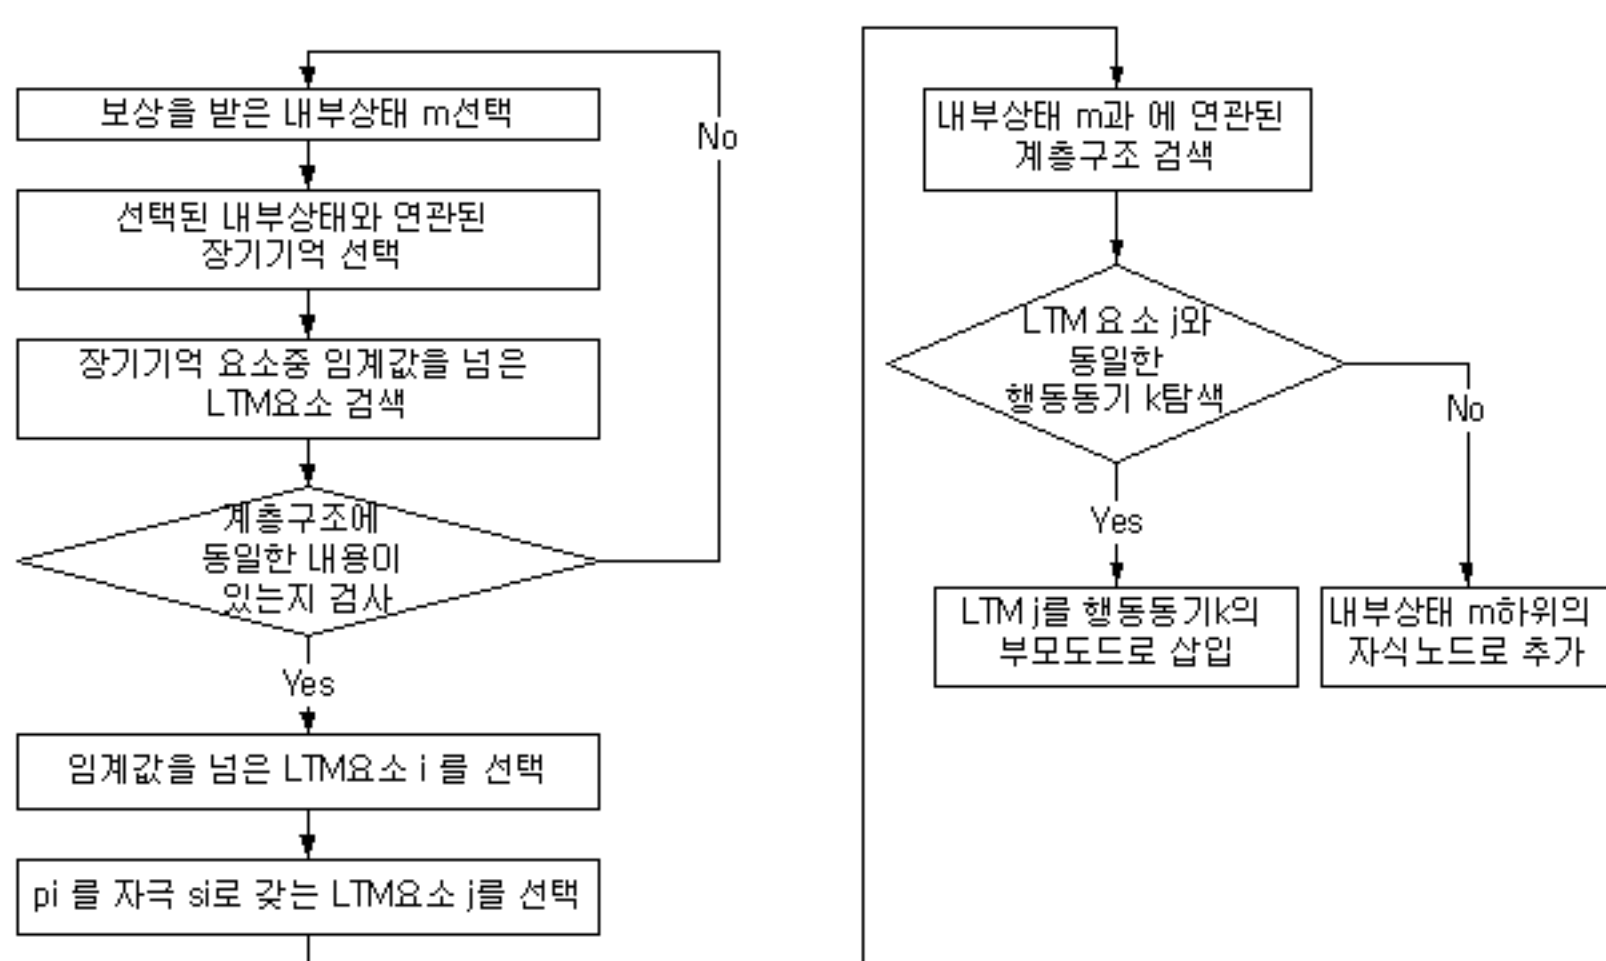 보상을 받은 내부상태 m선택
선택된 내부상태와 연관된
장기기억 선택
장기기억 요소중 임계값을 넘은
LTM요소 검색
계층구조에
동일한 내용이
있는지 검사
No
Yes
임계값을 넘은 LTM요소 i 를 선택
pi 를 자극 si로 갖는 LTM요소 j를 선택
내부상태 m과 에 연관된
계층구조 검색
LTM 요소 j와
동일한
행동동기 k탐색
No
Yes
LTM j를 행동동기k의
부모도드로 삽입
내부상태 m하위의
자식노드로 추가